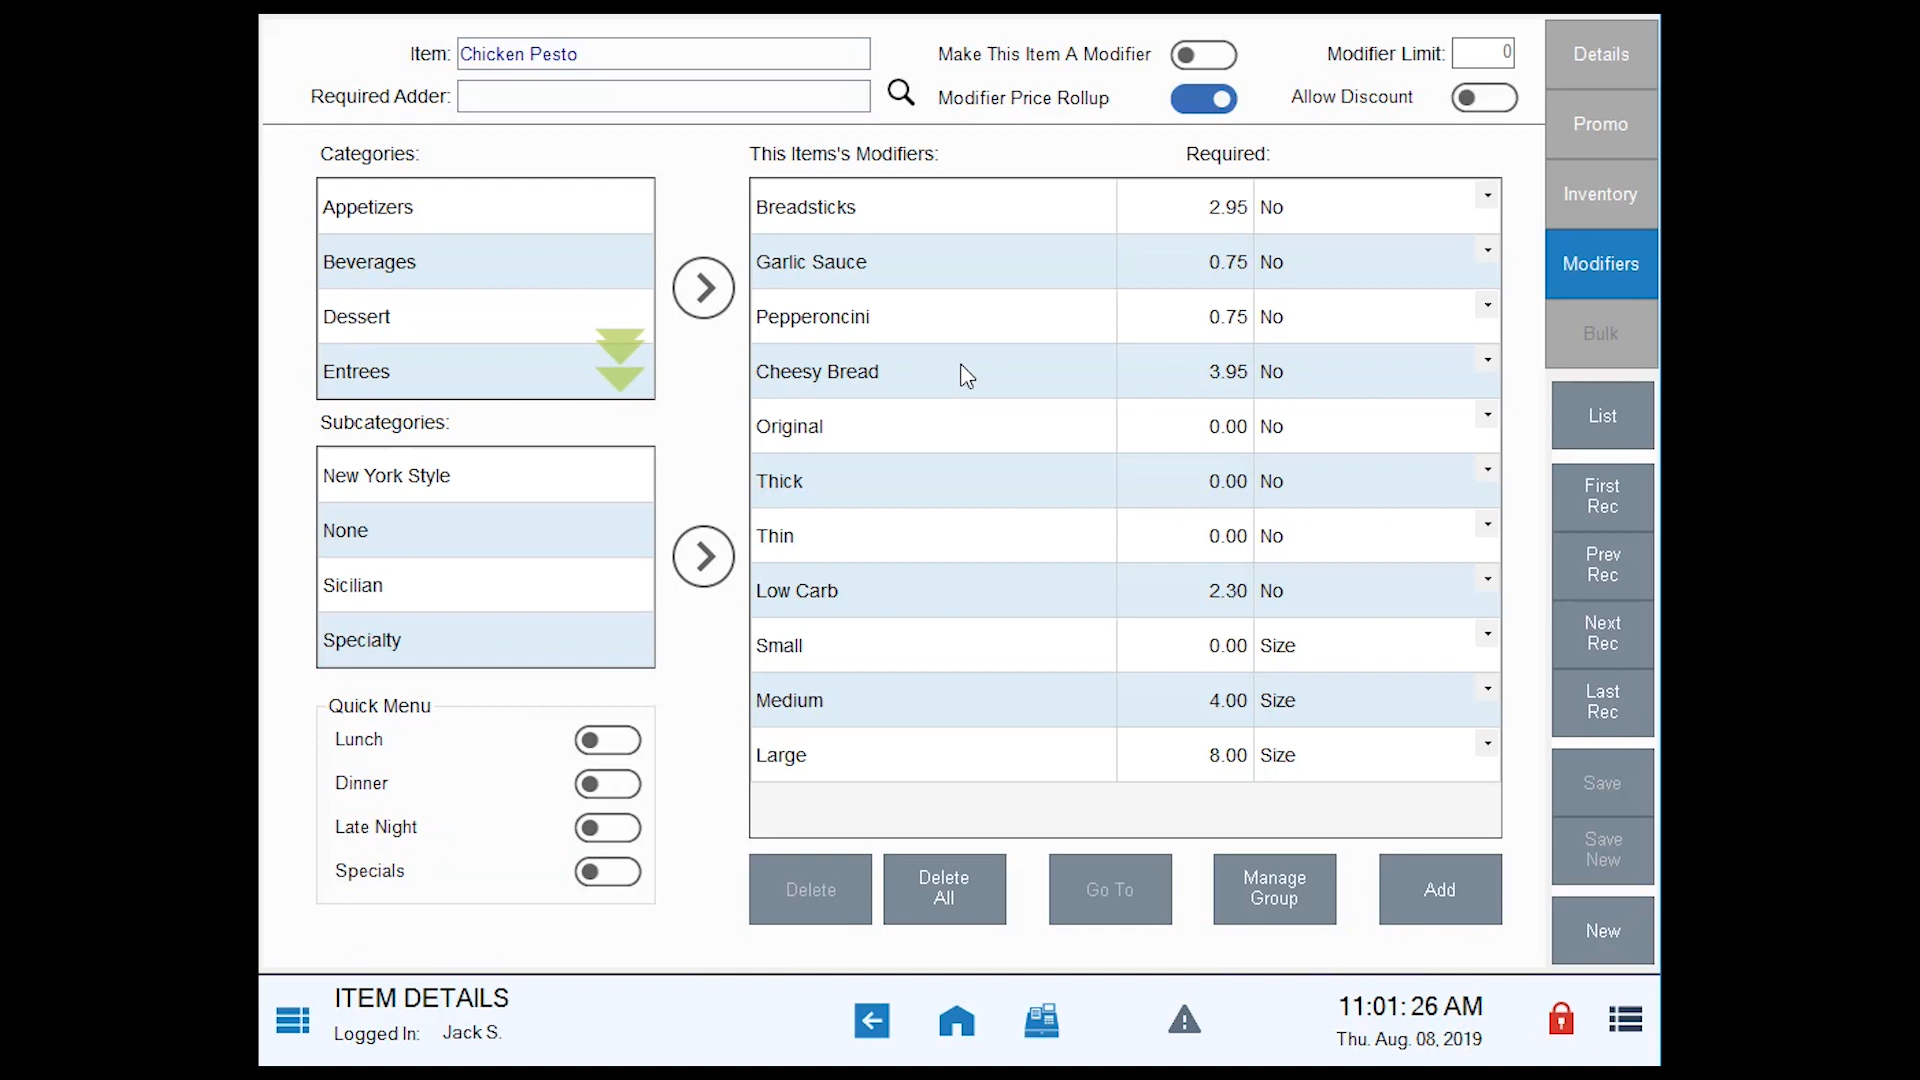 Item: Chicken Pesto
Make This Item A Modifier
Modifier Limit: 0
Required Adder:
Modifier Price Rollup
Allow Discount
Categories:
Appetizers
Beverages
Dessert
Entrees
Subcategories:
New York Style
None
Sicilian
Specialty
Quick Menu
Lunch
Dinner
Late Night
Specials
This Items's Modifiers: Required:
Breadsticks 2.95 No
Garlic Sauce 0.75 No
Pepperoncini 0.75 No
Cheesy Bread 3.95 No
Original 0.00 No
Thick 0.00 No
Thin 0.00 No
Low Carb 2.30 No
Small 0.00 Size
Medium 4.00 Size
Large 8.00 Size
Delete
Delete
All
Go To
Manage
Group
Add
Details
Promo
Inventory
Modifiers
Bulk
List
First
Rec
Prev
Rec
Next
Rec
Last
Rec
Save
Save
New
New
ITEM DETAILS
Logged In: Jack S.
11:01: 26 AM
Thu. Aug. 08, 2019